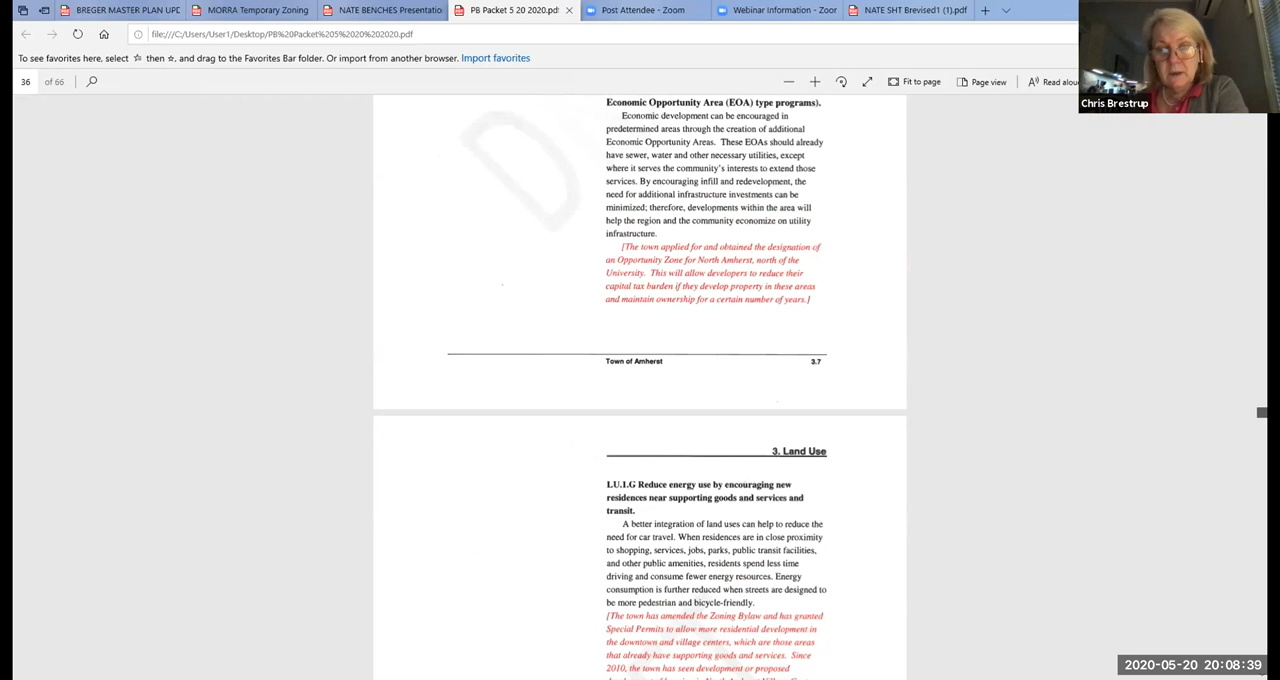 BREGER MASTER PLAN UPD
MORRA Temporary Zoning
NATE BENCHES Presentatio
PB Packet 5 20 2020.pdf
Post Attendee - Zoom
Webinar Information - Zoor
NATE SHT Brevised1 (1).pdf
file:///C:/Users/User1/Desktop/PB%20Packet%205%2020%202020.pdf
To see favorites here, select ☆ then ☆, and drag to the Favorites Bar folder. Or import from another browser. Import favorites
36 of 66
Fit to page
Page view
Read aloud
Chris Brestrup
Economic Opportunity Area (EOA) type programs).
Economic development can be encouraged in
predetermined areas through the creation of additional
Economic Opportunity Areas. These EOAs should already
have sewer, water and other necessary utilities, except
where it serves the community's interests to extend those
services. By encouraging infill and redevelopment, the
need for additional infrastructure investments can be
minimized; therefore, developments within the area will
help the region and the community economize on utility
infrastructure.
[The town applied for and obtained the designation of
an Opportunity Zone for North Amherst, north of the
University. This will allow developers to reduce their
capital tax burden if they develop property in these areas
and maintain ownership for a certain number of years.]
Town of Amherst 3.7
3. Land Use
LU.1.G Reduce energy use by encouraging new
residences near supporting goods and services and
transit.
A better integration of land uses can help to reduce the
need for car travel. When residences are in close proximity
to shopping, services, jobs, parks, public transit facilities,
and other public amenities, residents spend less time
driving and consume fewer energy resources. Energy
consumption is further reduced when streets are designed to
be more pedestrian and bicycle-friendly.
[The town has amended the Zoning Bylaw and has granted
Special Permits to allow more residential development in
the downtown and village centers, which are those areas
that already have supporting goods and services. Since
2010, the town has seen development or proposed
2020-05-20 20:08:39